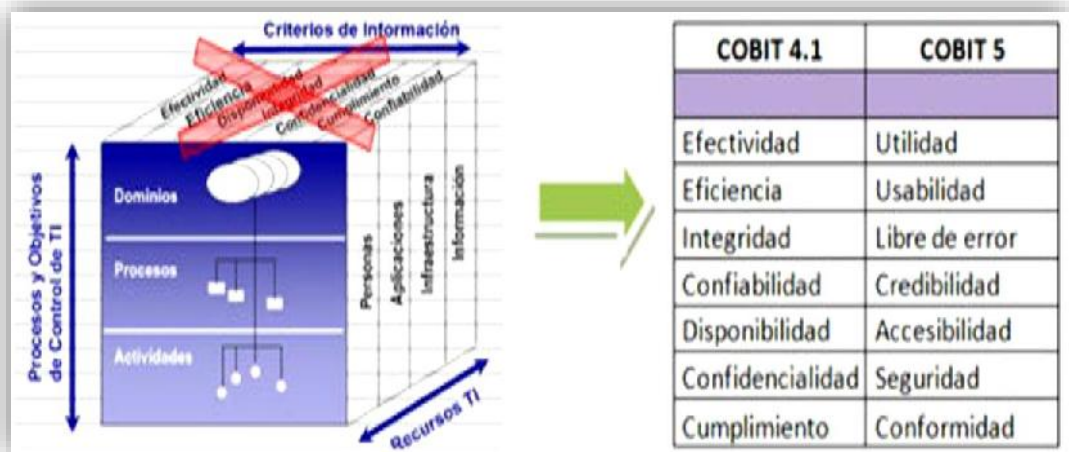 Criterios de Información
Efectividad
Eficiencia
Disponibilidad
Integridad
Confidencialidad
Cumplimiento
Confiabilidad
Procesos y Objetivos
de Control de TI
Dominios
Procesos
Actividades
Personas
Aplicaciones
Infraestructura
Información
Recursos TI
COBIT 4.1 COBIT 5
Efectividad Utilidad
Eficiencia Usabilidad
Integridad Libre de error
Confiabilidad Credibilidad
Disponibilidad Accesibilidad
Confidencialidad Seguridad
Cumplimiento Conformidad